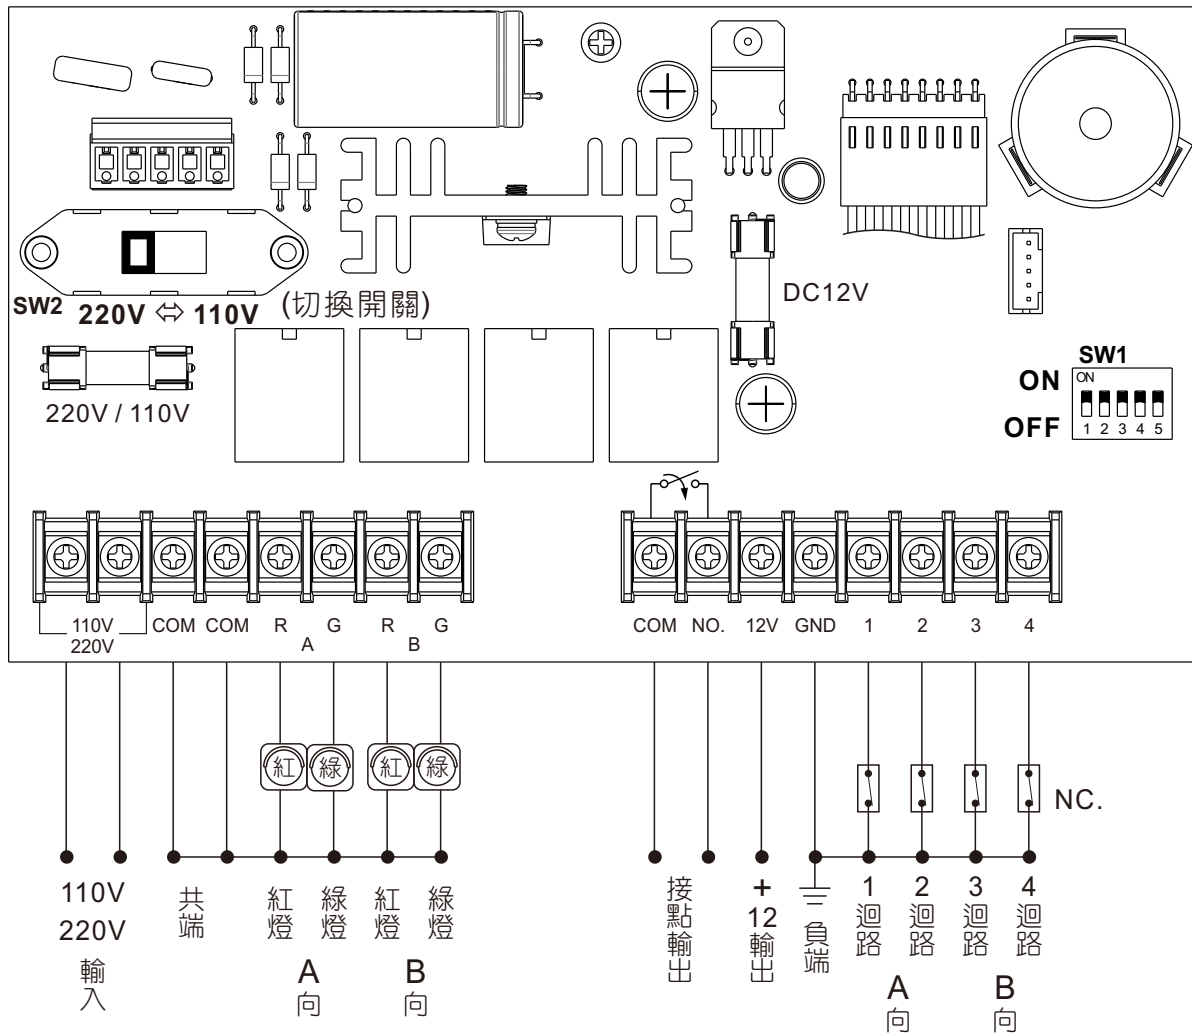 SW2 220V ⇔ 110V (切換開關)
220V / 110V
DC12V
SW1
ON
OFF
ON
1 2 3 4 5
110V
220V
COM COM R G R G
A B
COM NO. 12V GND 1 2 3 4
紅 綠 紅 綠
NC.
110V
220V
輸入
共端
紅燈
綠燈
A
向
紅燈
綠燈
B
向
接點輸出
+
12
輸出
負端
1
迴路
2
迴路
A
向
3
迴路
4
迴路
B
向